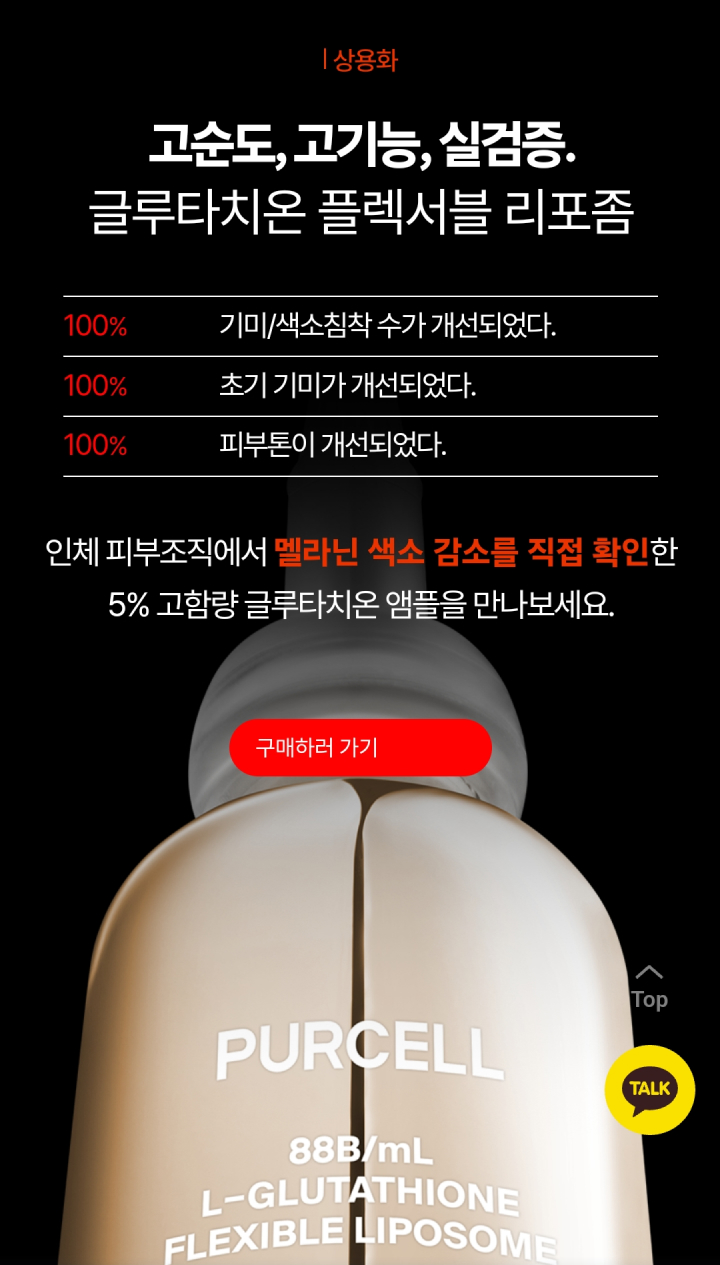 | 상용화
고순도, 고기능, 실검증.
글루타치온 플렉서블 리포좀
100% 기미/색소침착 수가 개선되었다.
100% 초기 기미가 개선되었다.
100% 피부톤이 개선되었다.
인체 피부조직에서 멜라닌 색소 감소를 직접 확인한
5% 고함량 글루타치온 앰플을 만나보세요.
구매하러 가기
Top
PURCELL
TALK
88B/mL
L-GLUTATHIONE
FLEXIBLE LIPOSOME